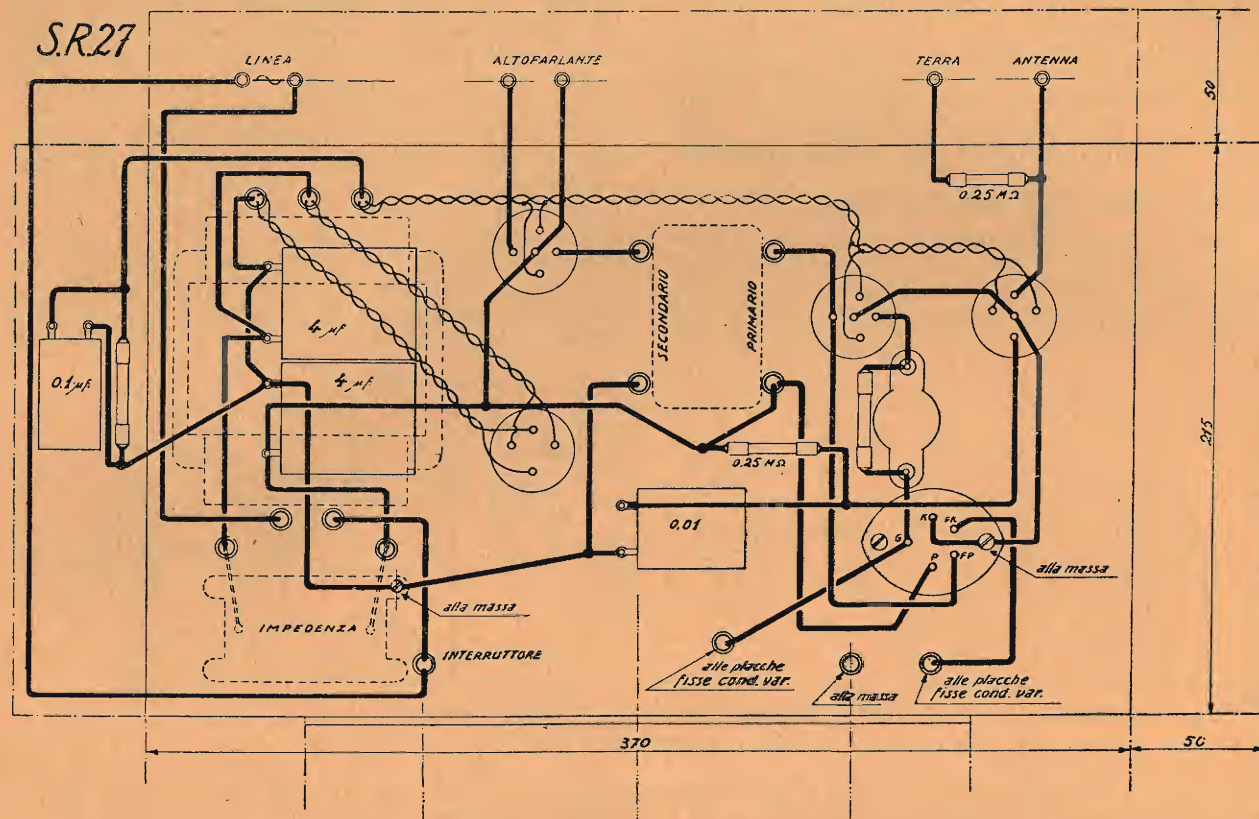 S.R.27
LINEA
ALTOPARLANTE
TERRA
ANTENNA
50
0.25 MΩ
SECONDARIO
PRIMARIO
4 µF
4 µF
0.1 µF
215
0.25 MΩ
0.01
K
FK
G
P
FP
alla massa
alla massa
IMPEDENZA
INTERRUTTORE
alle placche
fisse cond. var.
alla massa
alle placche
fisse cond. var.
370
50